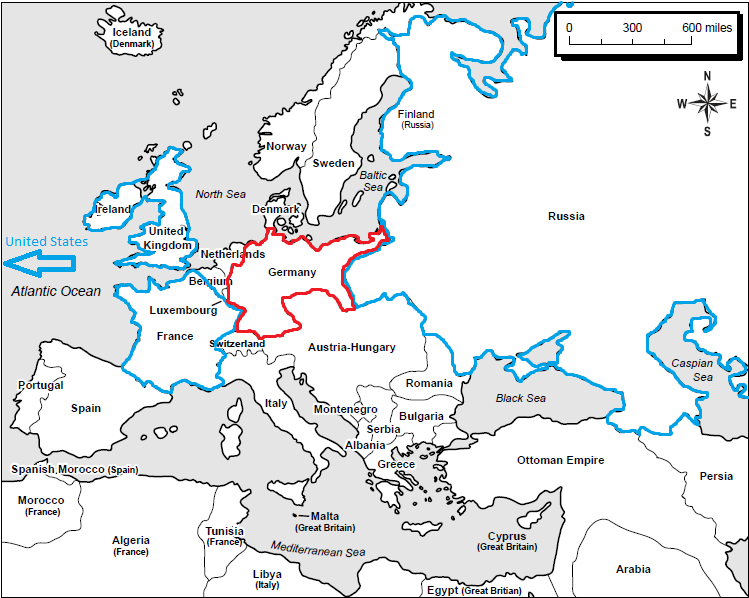 Iceland
(Denmark)
0 300 600 miles
N
W E
S
Finland
(Russia)
Norway
Sweden
Baltic
Sea
North Sea
Denmark
Russia
Ireland
United
Kingdom
United States
Netherlands
Germany
Atlantic Ocean
Luxembourg
France
Switzerland
Austria-Hungary
Caspian
Sea
Romania
Black Sea
Portugal
Spain
Italy
Montenegro
Serbia
Bulgaria
Albania
Greece
Ottoman Empire
Persia
Spanish Morocco (Spain)
Morocco
(France)
Algeria
(France)
Tunisia
(France)
Malta
(Great Britain)
Mediterranean Sea
Cyprus
(Great Britain)
Libya
(Italy)
Egypt (Great Britian)
Arabia